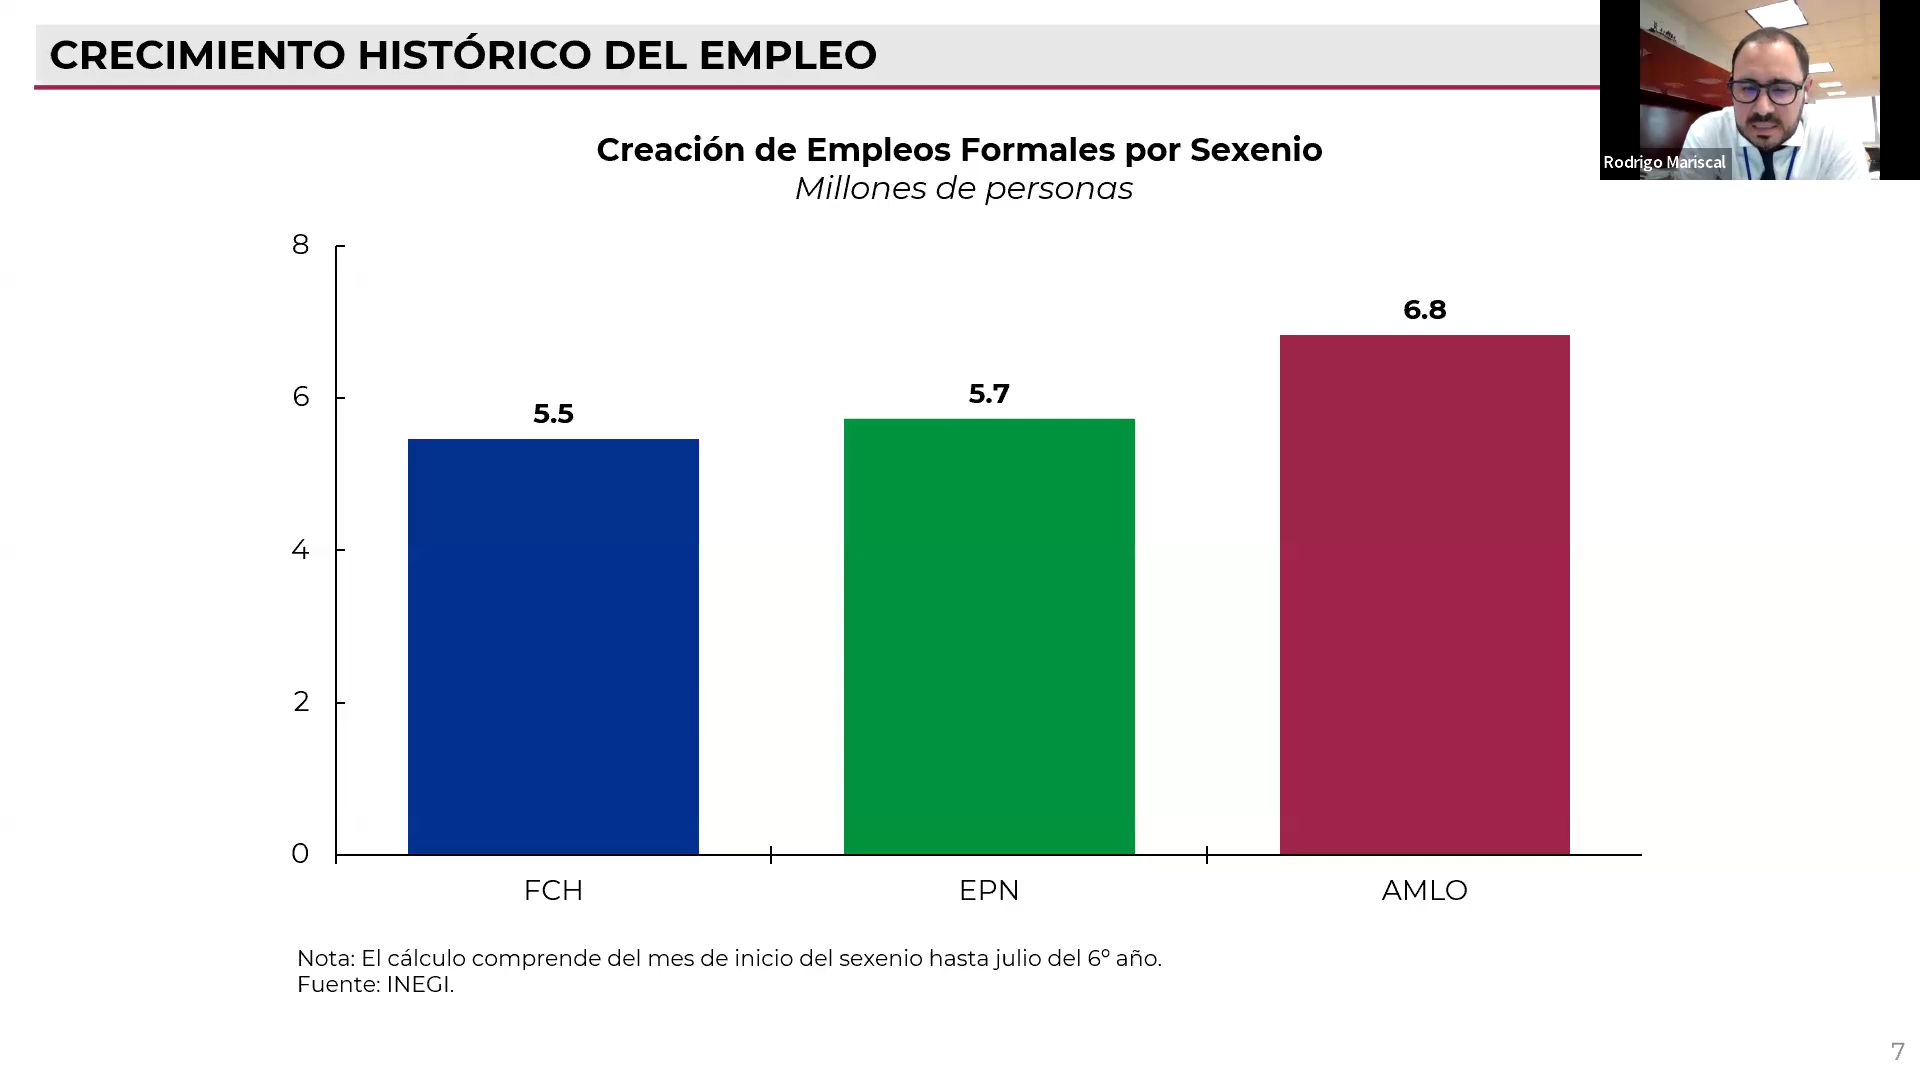 CRECIMIENTO HISTÓRICO DEL EMPLEO
Rodrigo Mariscal
Creación de Empleos Formales por Sexenio
Millones de personas
8
6
4
2
0
5.5
5.7
6.8
FCH
EPN
AMLO
Nota: El cálculo comprende del mes de inicio del sexenio hasta julio del 6º año.
Fuente: INEGI.
7